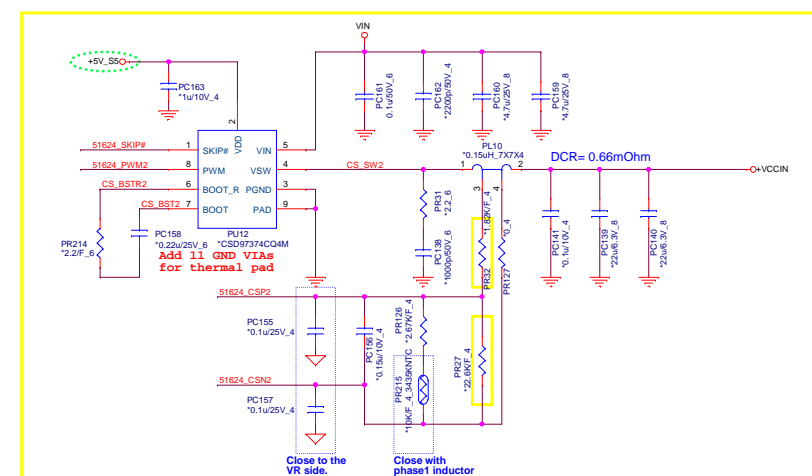 VIN
+5V_S5
PC163
*1u/10V_4
PC161
0.1u/50V_6
PC162
*2200p/50V_4
PC160
*4.7u/25V_8
PC159
*4.7u/25V_8
51624_SKIP#
51624_PWM2
CS_BSTR2
CS_BST2
1
8
6
7
2
5
4
3
9
SKIP#
PWM
BOOT_R
BOOT
VDD
VIN
VSW
PGND
PAD
PU12
*CSD97374CQ4M
Add 11 GND VIAs
for thermal pad
PR214
*2.2/F_6
PC158
*0.22u/25V_6
CS_SW2
PL10
*0.15uH_7X7X4
1
2
3
4
DCR= 0.66mOhm
+VCCIN
PR31
*2.2_6
PC138
*1000p/50V_6
*1.82K/F_4
PR32
*0_4
PR127
PC141
*0.1u/10V_4
PC139
*22u/6.3V_8
PC140
*22u/6.3V_8
51624_CSP2
PC155
*0.1u/25V_4
PC156
*0.15u/10V_4
PR126
*2.67K/F_4
PR27
*22.6K/F_4
51624_CSN2
PC157
*0.1u/25V_4
PR215
*10K/F_4_3435KNTC
Close to the
VR side.
Close with
phase1 inductor